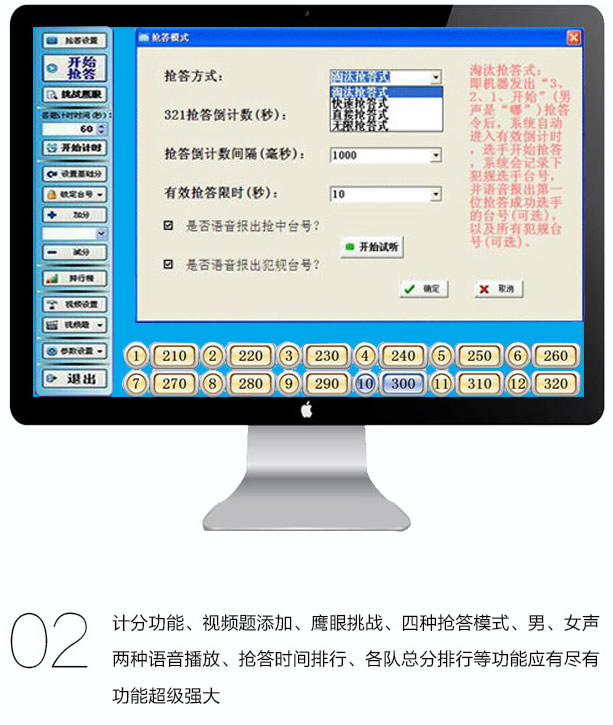 抢答设置
开始
抢答
挑战鹰眼
答题计时时间(秒):
60
开始计时
设置基础分
锁定台号
加分
减分
排行榜
视频设置
视频题
参数设置
退出
抢答模式
抢答方式:
淘汰抢答式
淘汰抢答式
快速抢答式
直接抢答式
无限抢答式
321抢答倒计数(秒):
抢答倒计数间隔(毫秒):
1000
有效抢答限时(秒):
10
是否语音报出抢中台号?
是否语音报出犯规台号?
开始试听
确定
取消
淘汰抢答式:
即机器发出“3、
2、1、开始”(男
声是“嘟”)抢答
令后,系统自动
进入有效倒计时
,选手开始抢答
,系统会记录下
犯规选手台号,
并语音报出第一
位抢答成功选手
的台号(可选),
以及所有犯规台
号(可选)。
1 210 2 220 3 230 4 240 5 250 6 260
7 270 8 280 9 290 10 300 11 310 12 320
02
计分功能、视频题添加、鹰眼挑战、四种抢答模式、男、女声
两种语音播放、抢答时间排行、各队总分排行等功能应有尽有
功能超级强大